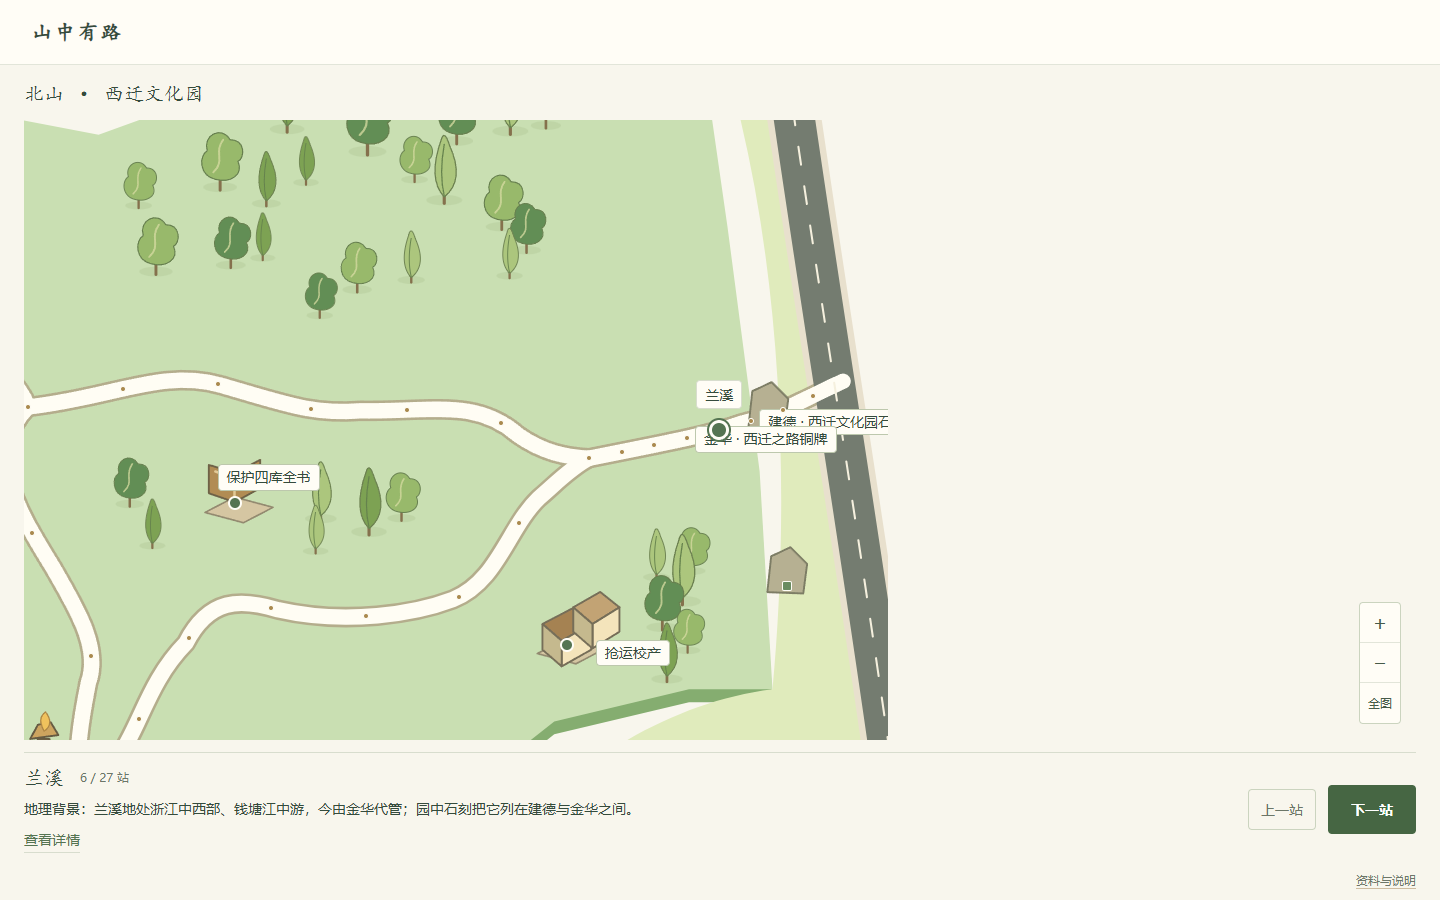 山中有路
北山 • 西迁文化园
兰溪
建德 · 西迁文化园石
金华 · 西迁之路铜牌
保护四库全书
抢运校产
+
−
全图
兰溪 6 / 27 站
地理背景：兰溪地处浙江中西部、钱塘江中游，今由金华代管；园中石刻把它列在建德与金华之间。
查看详情
上一站
下一站
资料与说明